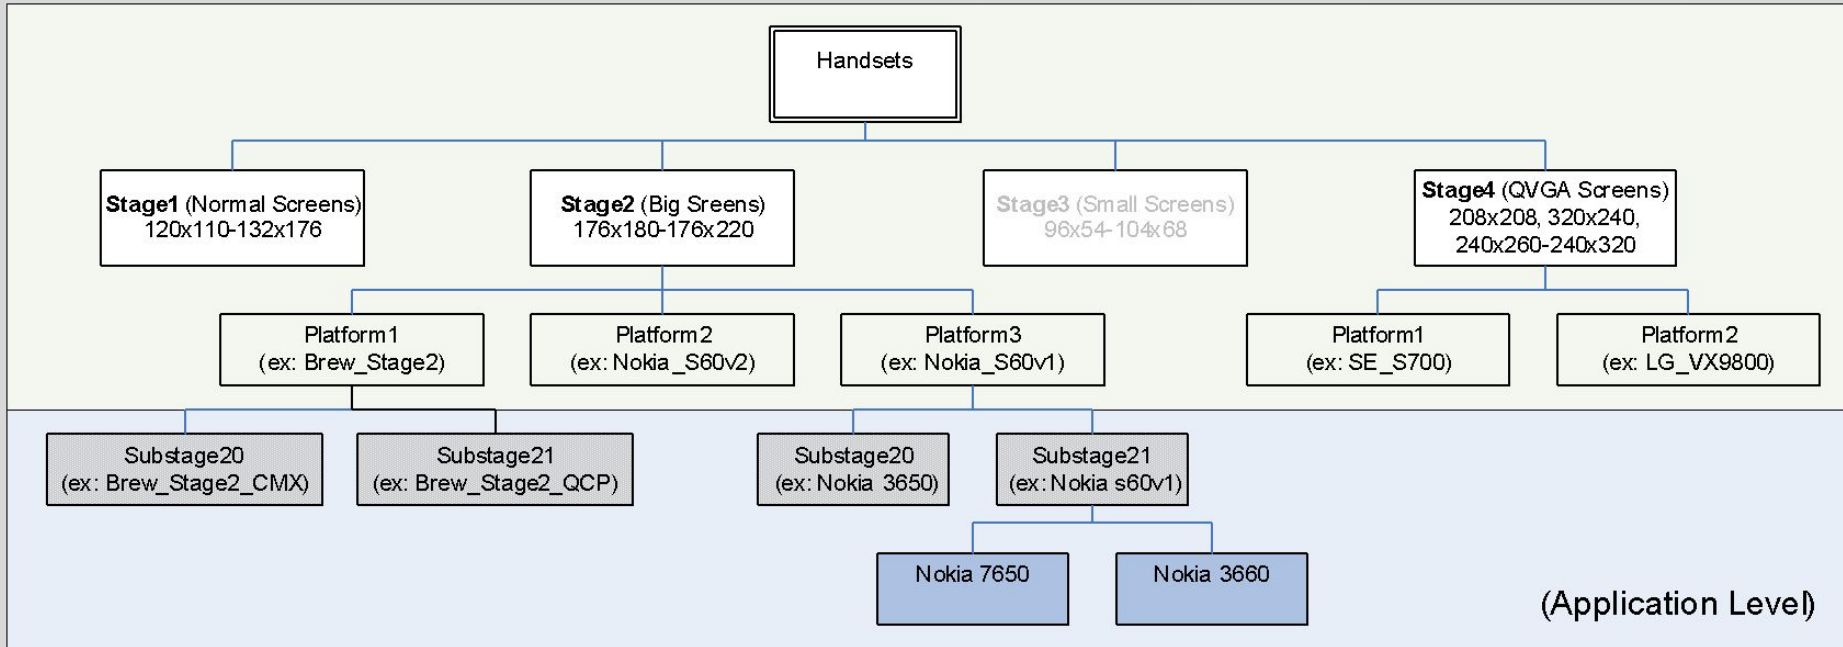 Handsets
Stage1 (Normal Screens)
120x110-132x176
Stage2 (Big Sreens)
176x180-176x220
Stage3 (Small Screens)
96x54-104x68
Stage4 (QVGA Screens)
208x208, 320x240,
240x260-240x320
Platform1
(ex: Brew_Stage2)
Platform2
(ex: Nokia_S60v2)
Platform3
(ex: Nokia_S60v1)
Platform1
(ex: SE_S700)
Platform2
(ex: LG_VX9800)
Substage20
(ex: Brew_Stage2_CMX)
Substage21
(ex: Brew_Stage2_QCP)
Substage20
(ex: Nokia 3650)
Substage21
(ex: Nokia s60v1)
Nokia 7650
Nokia 3660
(Application Level)